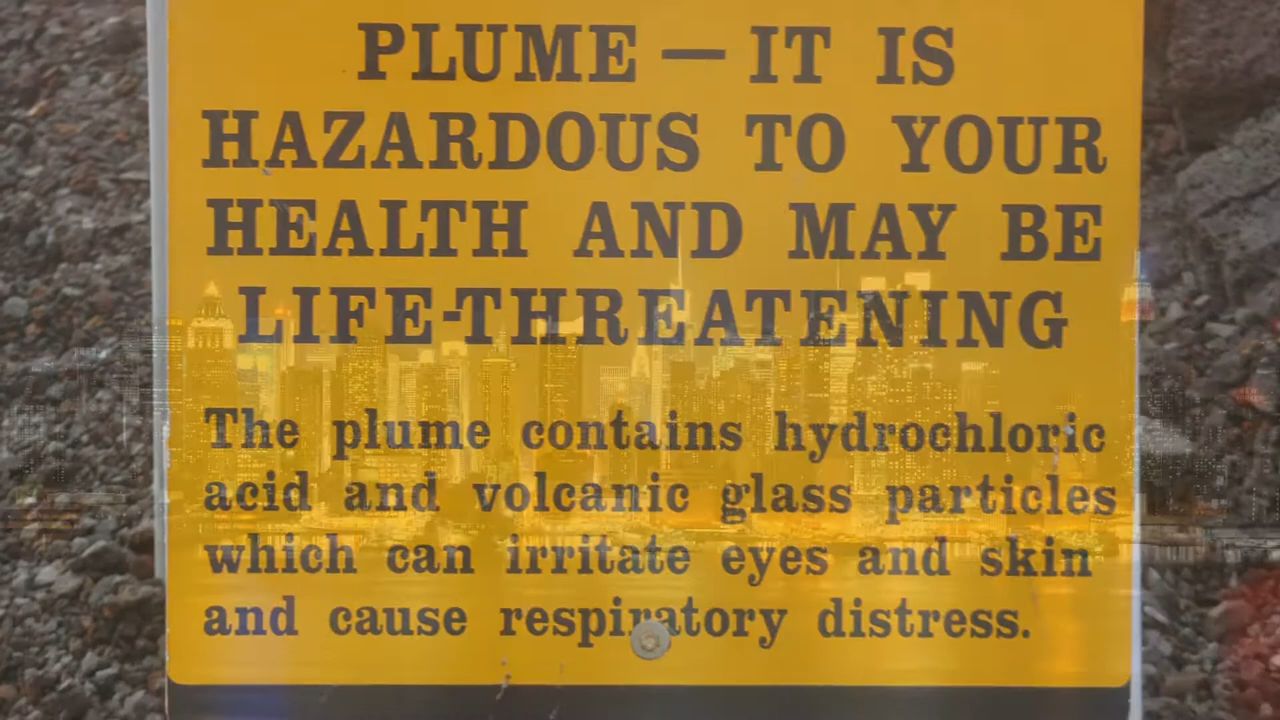 PLUME — IT IS
HAZARDOUS TO YOUR
HEALTH AND MAY BE
LIFE-THREATENING
The plume contains hydrochloric
acid and volcanic glass particles
which can irritate eyes and skin
and cause respiratory distress.